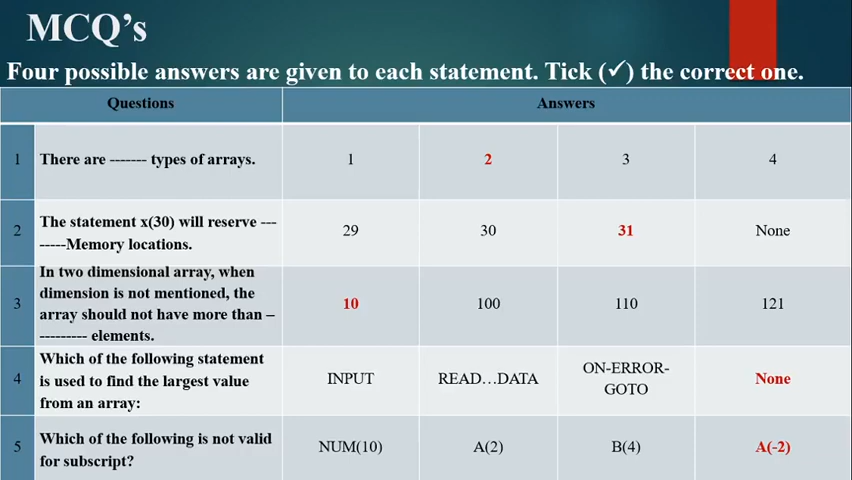 MCQ’s
Four possible answers are given to each statement. Tick (✓) the correct one.
Questions Answers
1 There are ------- types of arrays. 1 2 3 4
2 The statement x(30) will reserve ---
-----Memory locations. 29 30 31 None
3 In two dimensional array, when
dimension is not mentioned, the
array should not have more than –
--------- elements. 10 100 110 121
4 Which of the following statement
is used to find the largest value
from an array: INPUT READ…DATA ON-ERROR-
GOTO None
5 Which of the following is not valid
for subscript? NUM(10) A(2) B(4) A(-2)